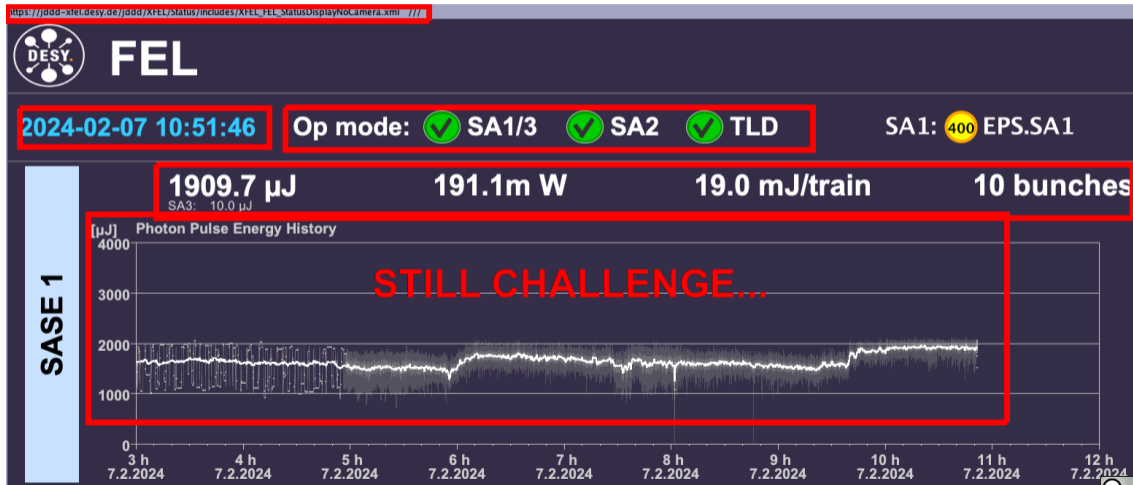 https://jddd-xfel.desy.de/jddd/XFEL/Status/includes/XFEL_FEL_StatusDisplayNoCamera.xml ///
DESY.
FEL
2024-02-07 10:51:46 Op mode: SA1/3 SA2 TLD SA1: 400 EPS.SA1
1909.7 µJ 191.1m W 19.0 mJ/train 10 bunches
SA3: 10.0 µJ
[µJ] Photon Pulse Energy History
4000
STILL CHALLENGE...
3000
SASE 1
2000
1000
0
3 h 4 h 5 h 6 h 7 h 8 h 9 h 10 h 11 h 12 h
7.2.2024 7.2.2024 7.2.2024 7.2.2024 7.2.2024 7.2.2024 7.2.2024 7.2.2024 7.2.2024 7.2.2024